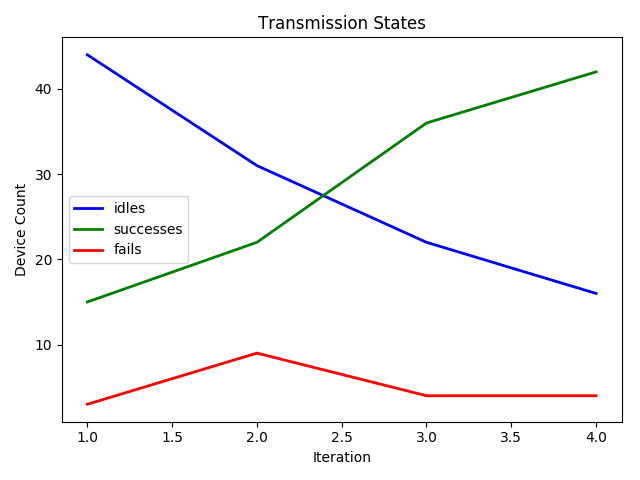 Transmission States
Device Count
40
30
20
10
idles
successes
fails
1.0 1.5 2.0 2.5 3.0 3.5 4.0
Iteration